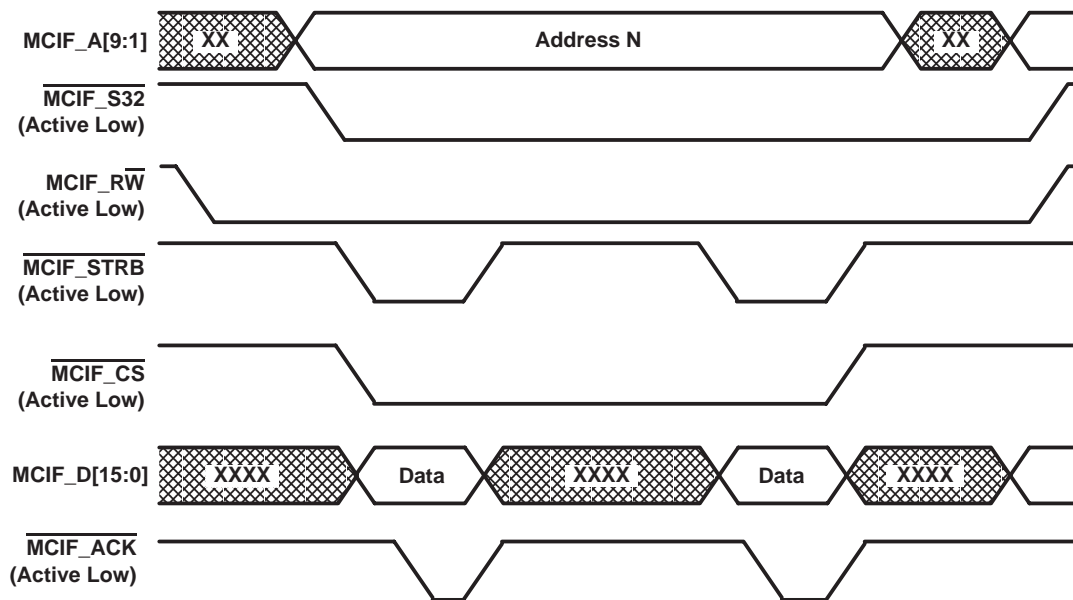 MCIF_A[9:1]
XX
Address N
XX
MCIF_S32
(Active Low)
MCIF_RW
(Active Low)
MCIF_STRB
(Active Low)
MCIF_CS
(Active Low)
MCIF_D[15:0]
XXXX
Data
XXXX
Data
XXXX
MCIF_ACK
(Active Low)